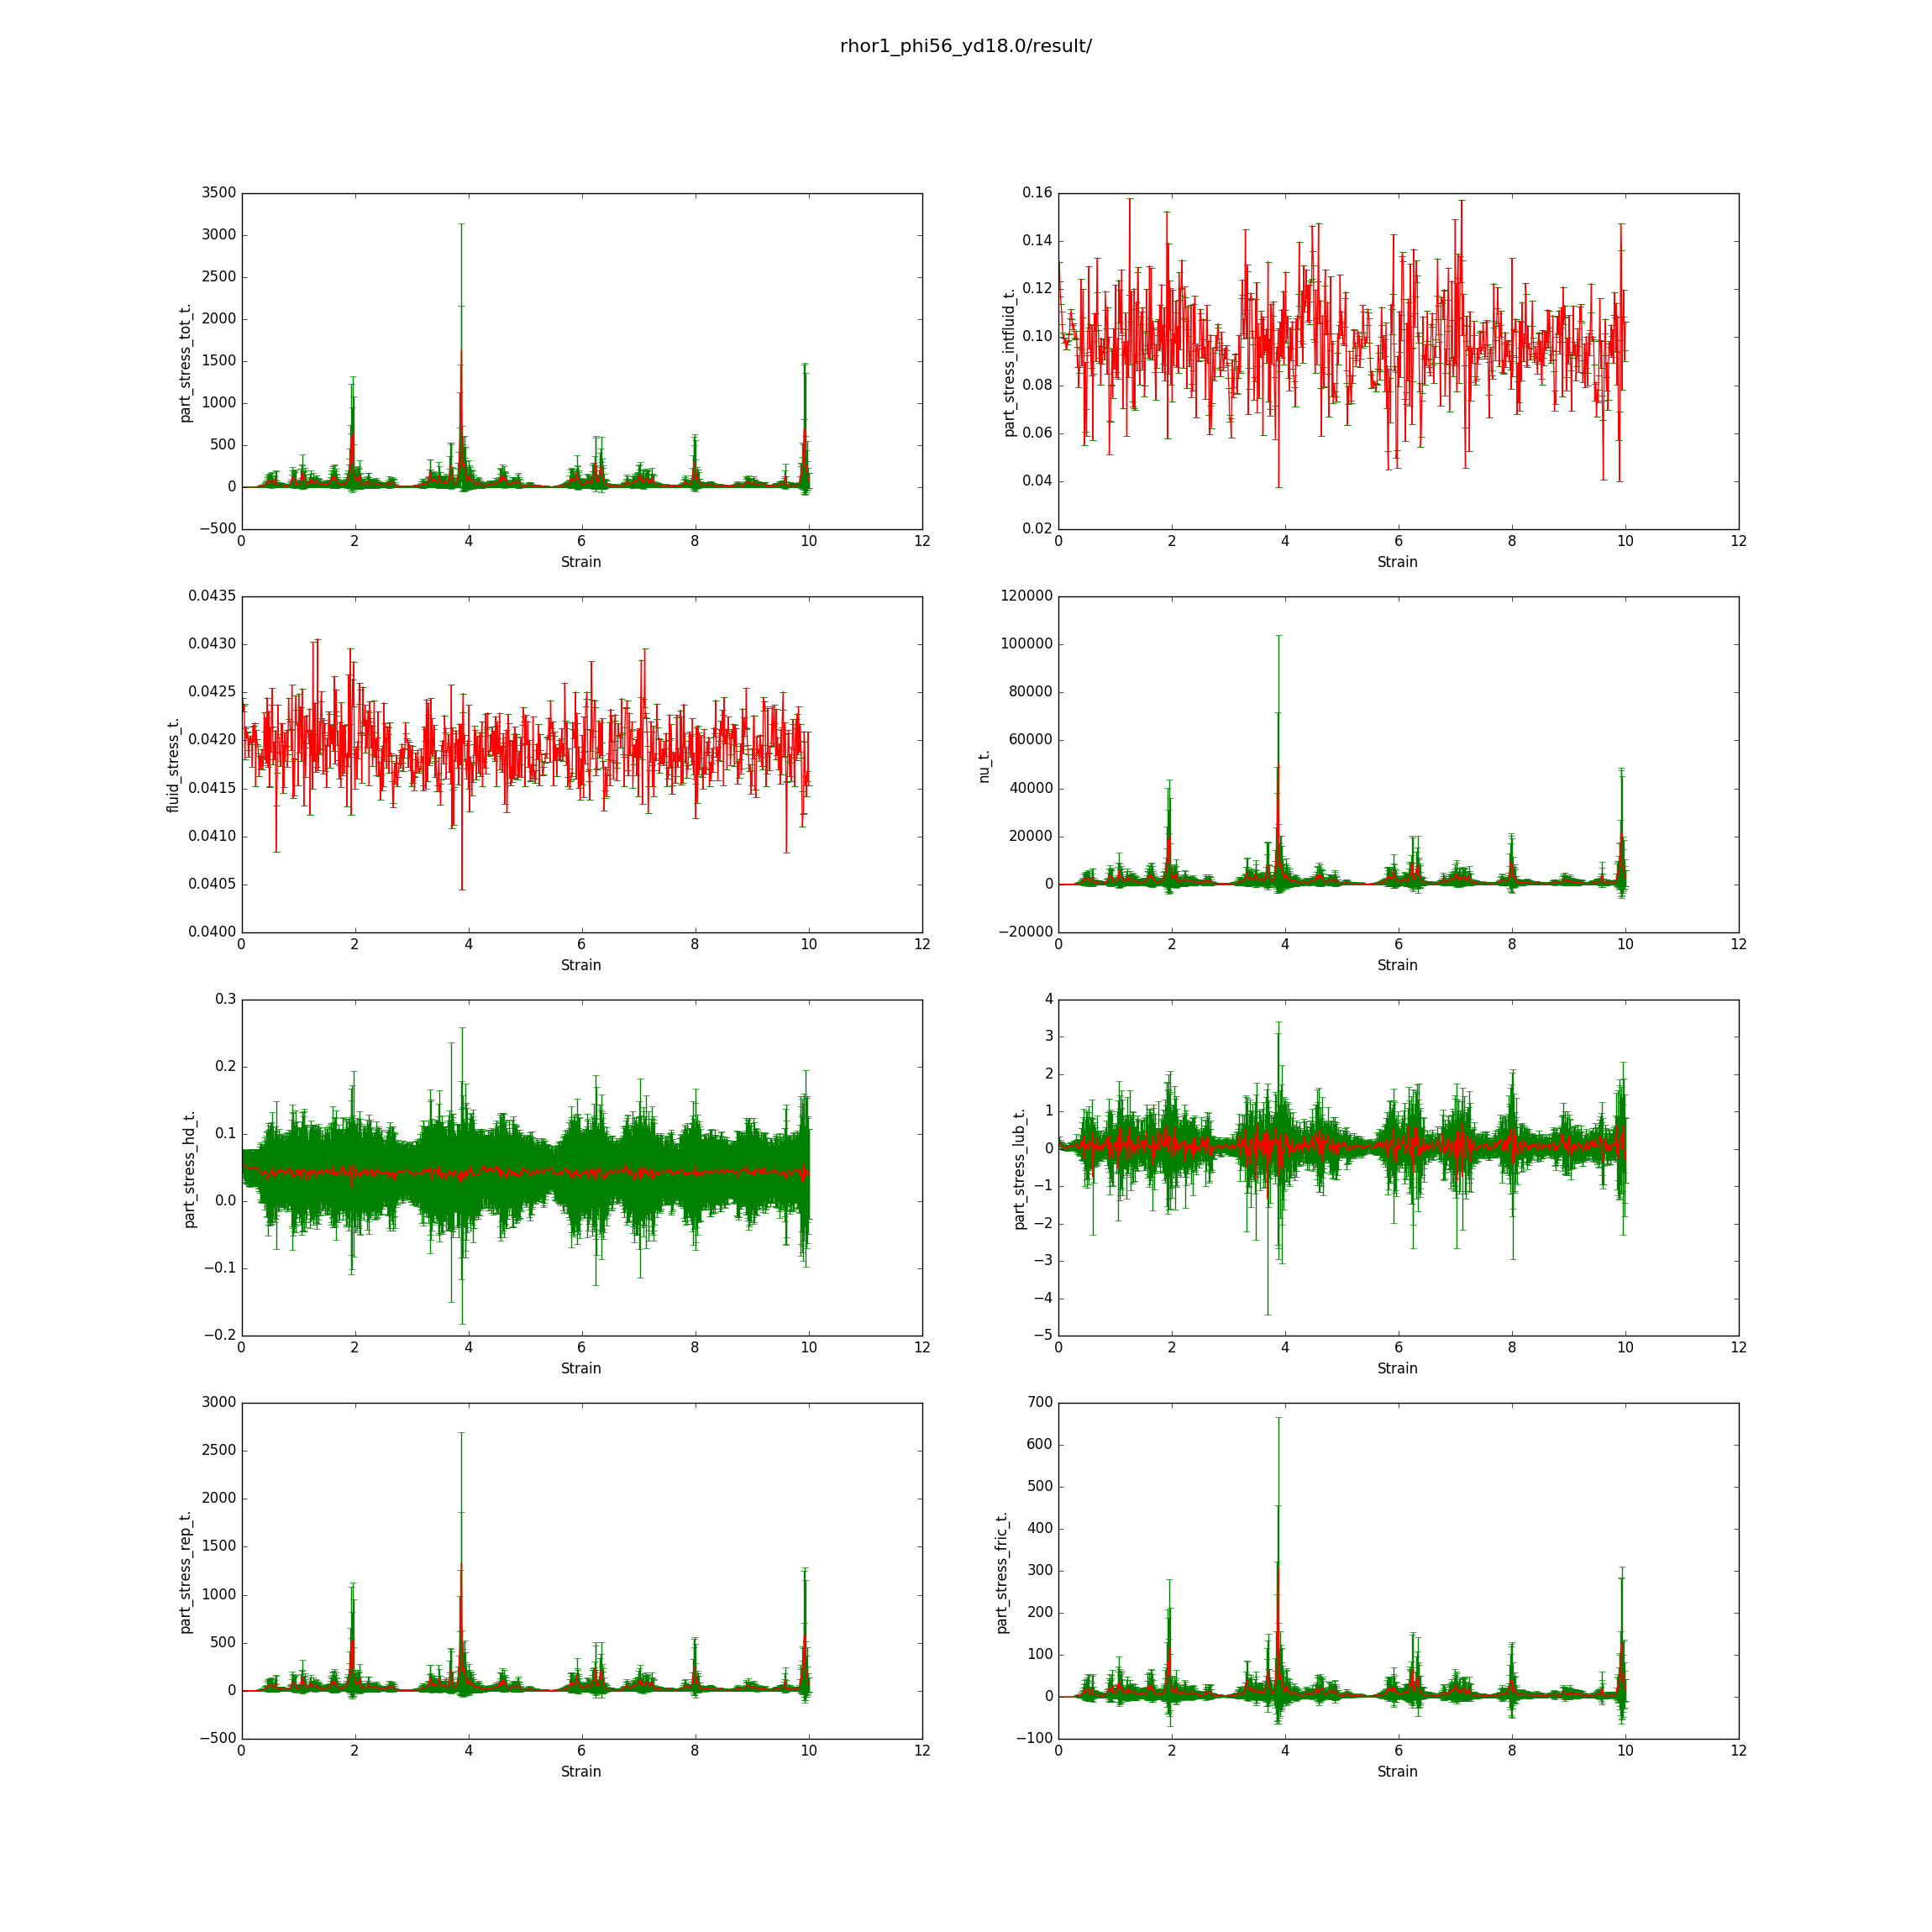 rhor1_phi56_yd18.0/result/
part_stress_tot_t.
3500
3000
2500
2000
1500
1000
500
0
−500
0 2 4 6 8 10 12
Strain
part_stress_intfluid_t.
0.16
0.14
0.12
0.10
0.08
0.06
0.04
0.02
0 2 4 6 8 10 12
Strain
fluid_stress_t.
0.0435
0.0430
0.0425
0.0420
0.0415
0.0410
0.0405
0.0400
0 2 4 6 8 10 12
Strain
nu_t.
120000
100000
80000
60000
40000
20000
0
−20000
0 2 4 6 8 10 12
Strain
part_stress_hd_t.
0.3
0.2
0.1
0.0
−0.1
−0.2
0 2 4 6 8 10 12
Strain
part_stress_lub_t.
4
3
2
1
0
−1
−2
−3
−4
−5
0 2 4 6 8 10 12
Strain
part_stress_rep_t.
3000
2500
2000
1500
1000
500
0
−500
0 2 4 6 8 10 12
Strain
part_stress_fric_t.
700
600
500
400
300
200
100
0
−100
0 2 4 6 8 10 12
Strain